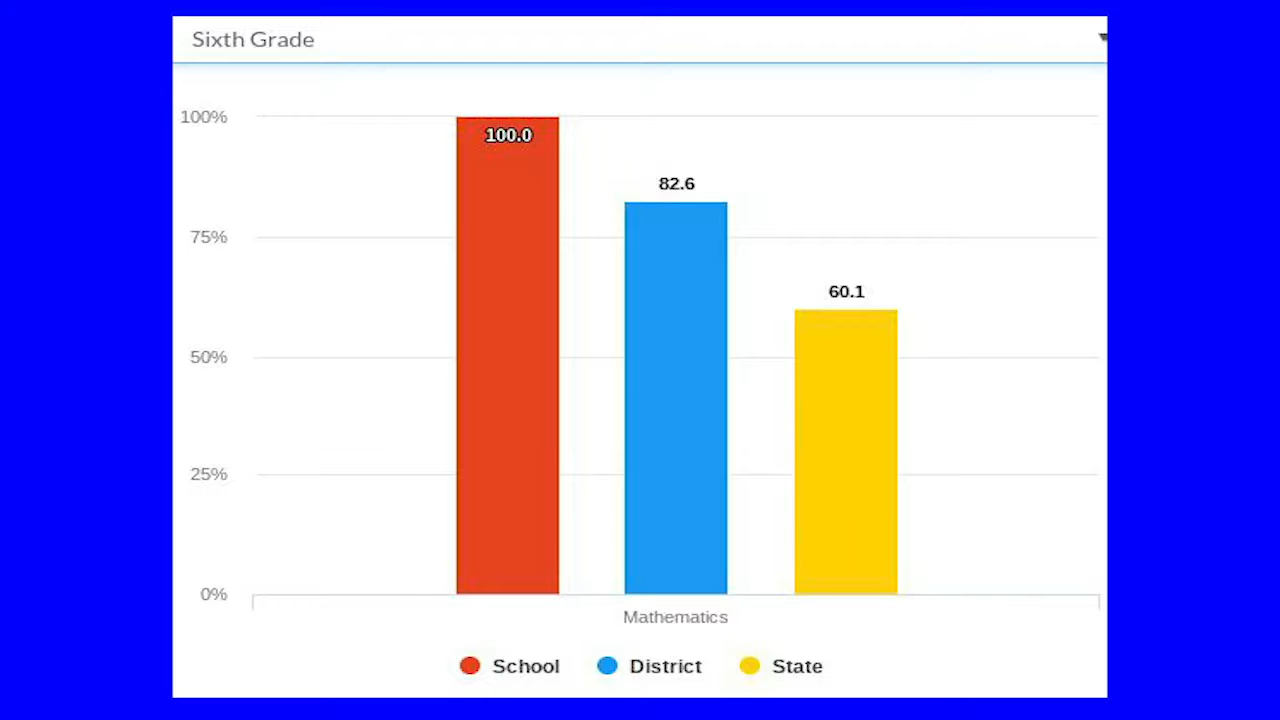 Sixth Grade
100%
100.0
82.6
75%
60.1
50%
25%
0%
Mathematics
School District State